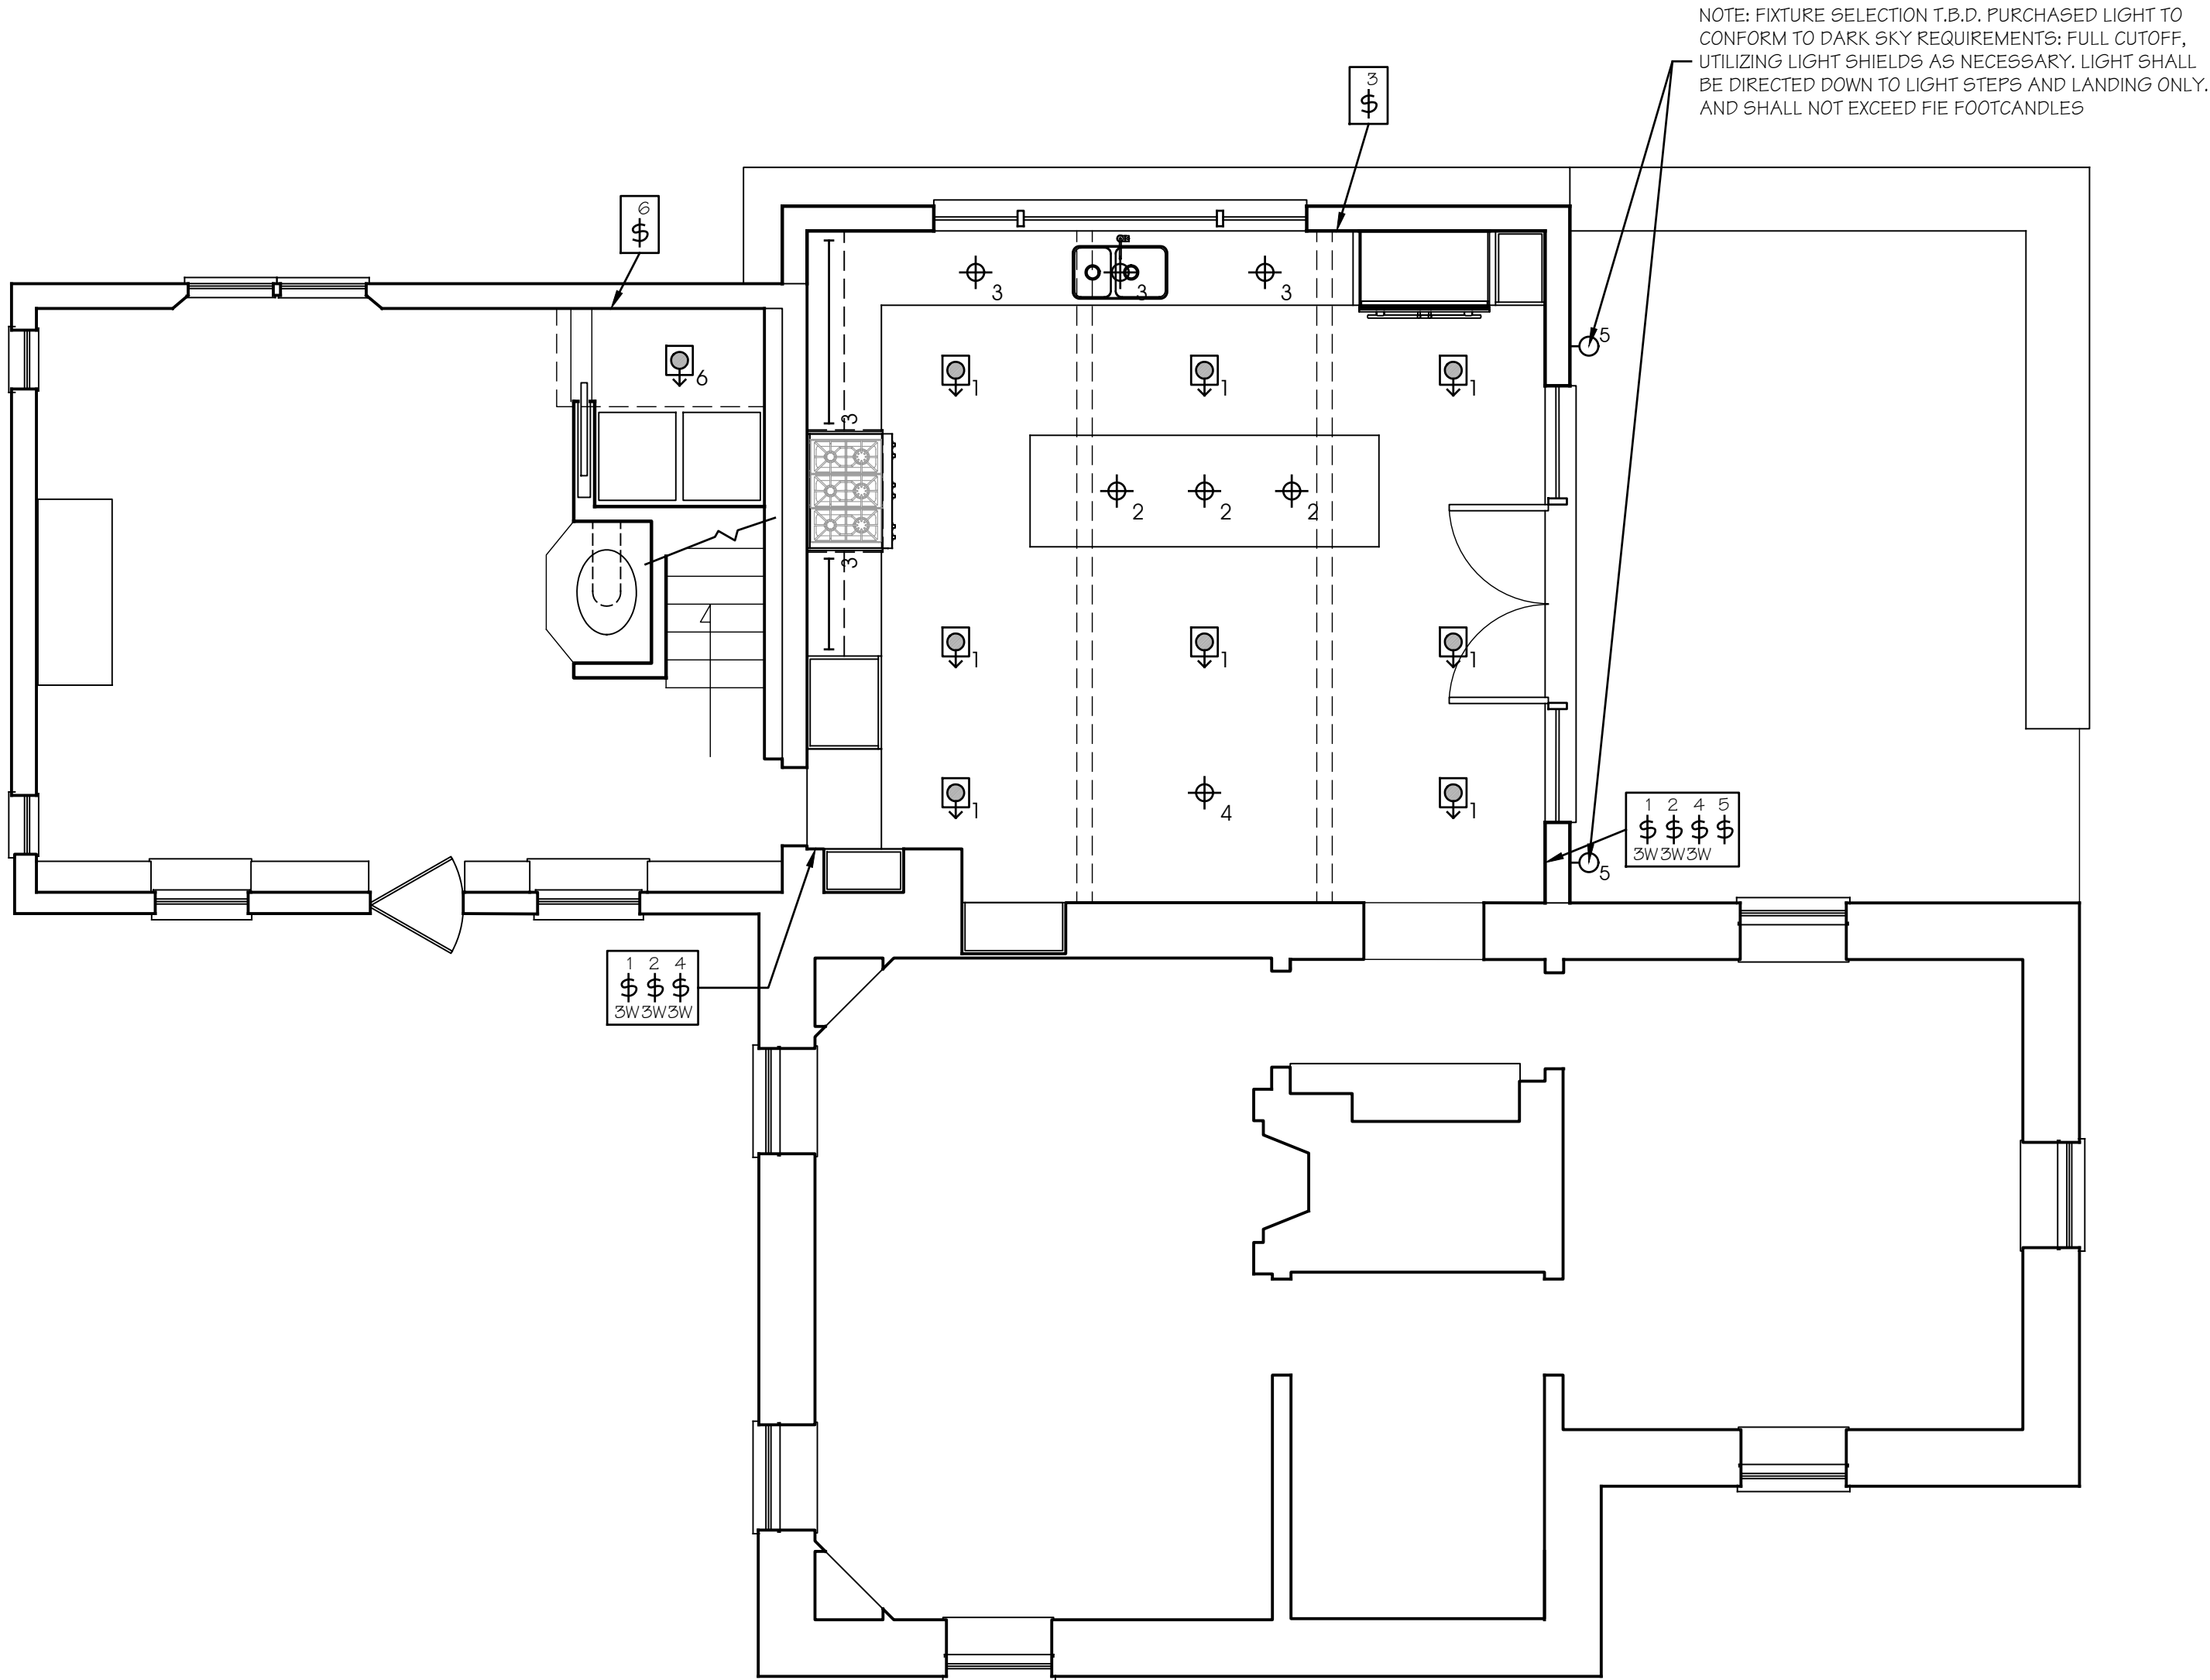 NOTE: FIXTURE SELECTION T.B.D. PURCHASED LIGHT TO
CONFORM TO DARK SKY REQUIREMENTS: FULL CUTOFF,
UTILIZING LIGHT SHIELDS AS NECESSARY. LIGHT SHALL
BE DIRECTED DOWN TO LIGHT STEPS AND LANDING ONLY.
AND SHALL NOT EXCEED FIE FOOTCANDLES
3
$
6
$
3 3 3
5
6
1 1 1
3
2 2 2
3
1 1 1
1 4 1
1 2 4 5
$ $ $ $
3W 3W 3W
5
1 2 4
$ $ $
3W 3W 3W